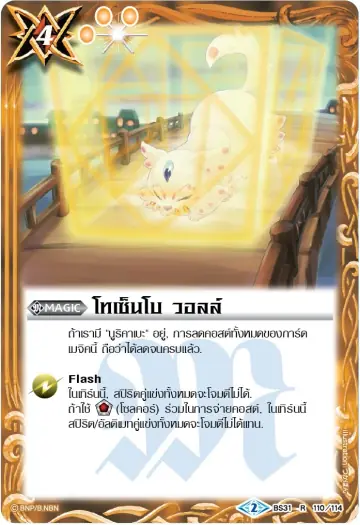 4
MAGIC
โทเซ็นโบ วอลล์
ถ้าเรามี "นูริคาเบะ" อยู่, การลดคอสต์ทั้งหมดของการ์ด
เมจิคนี้ ถือว่าได้ลดจนครบแล้ว.
Flash
ในเทิร์นนี้, สปิริตคู่แข่งทั้งหมดจะโจมตีไม่ได้.
ถ้าใช้ (โซลคอร์) ร่วมในการจ่ายคอสต์, ในเทิร์นนี้
สปิริต/อัลติเมทคู่แข่งทั้งหมดจะโจมตีไม่ได้แทน.
©BNP/B.NBN
2 BS31 R 110/114